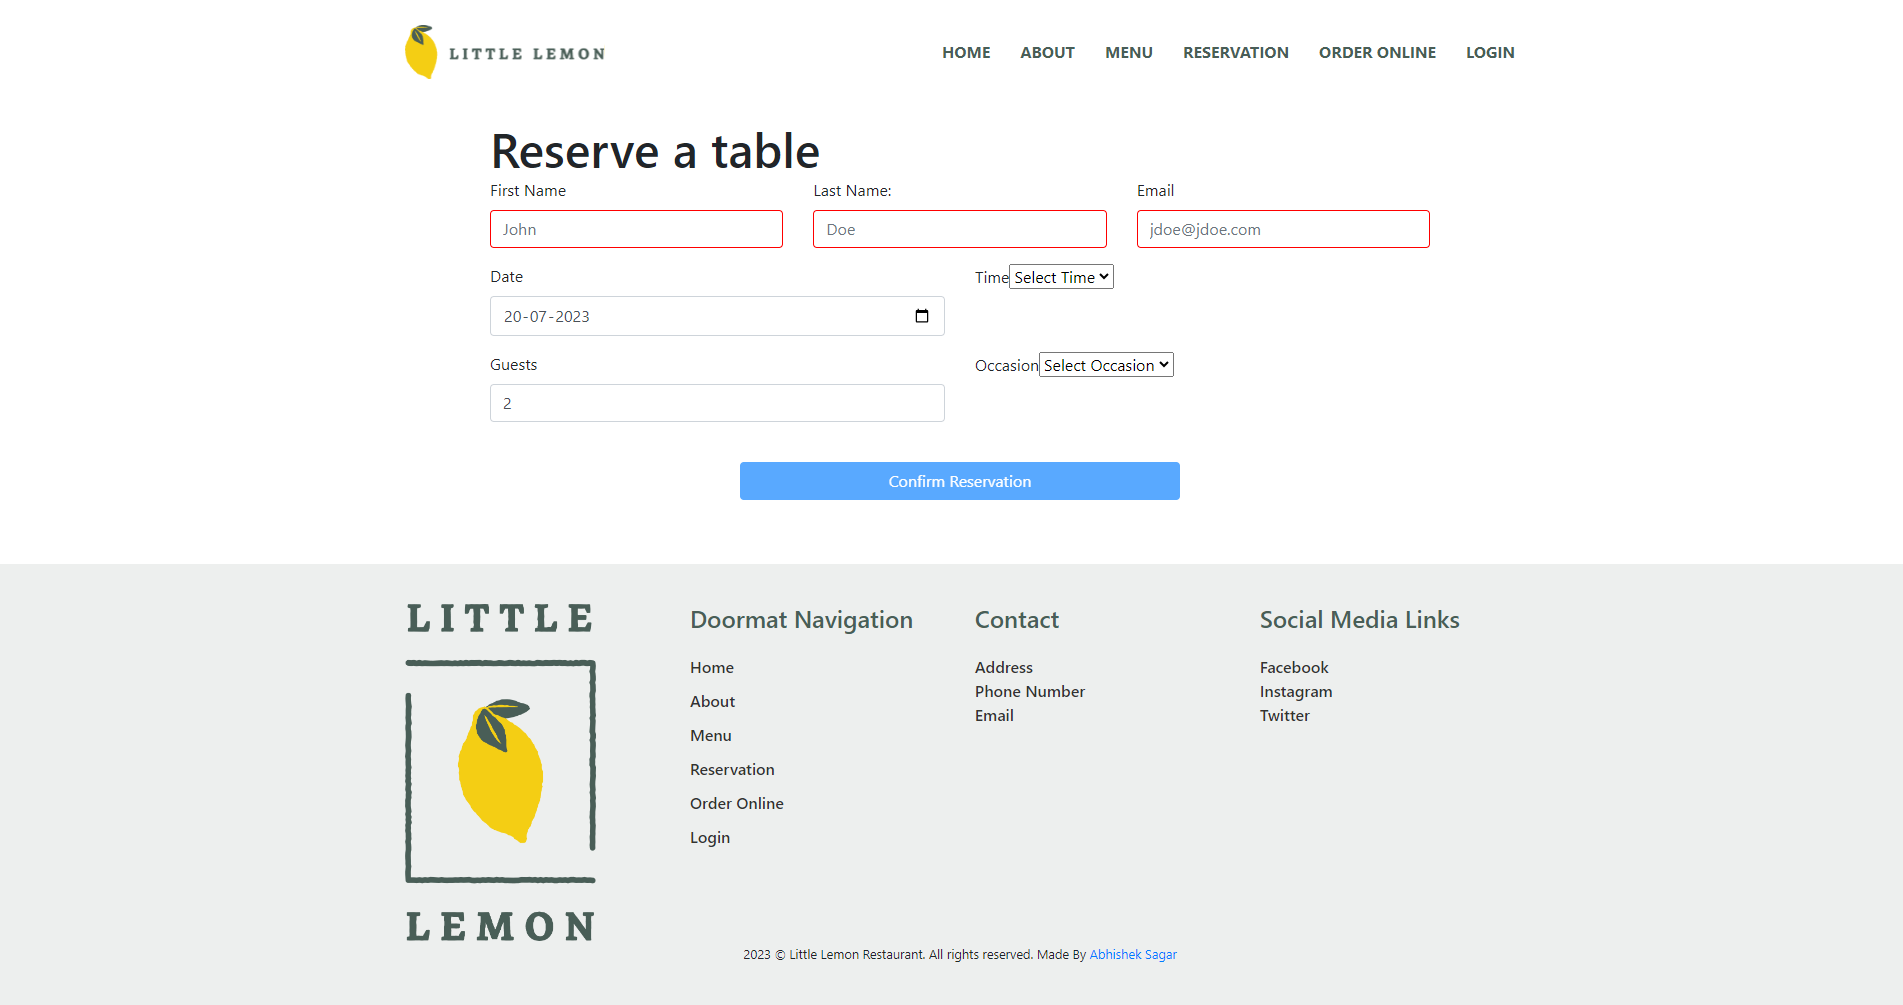 LITTLE LEMON
HOME ABOUT MENU RESERVATION ORDER ONLINE LOGIN
Reserve a table
First Name Last Name: Email
John Doe jdoe@jdoe.com
Date Time Select Time
20-07-2023
Guests Occasion Select Occasion
2
Confirm Reservation
LITTLE
LEMON
Doormat Navigation
Home
About
Menu
Reservation
Order Online
Login
Contact
Address
Phone Number
Email
Social Media Links
Facebook
Instagram
Twitter
2023 © Little Lemon Restaurant. All rights reserved. Made By Abhishek Sagar